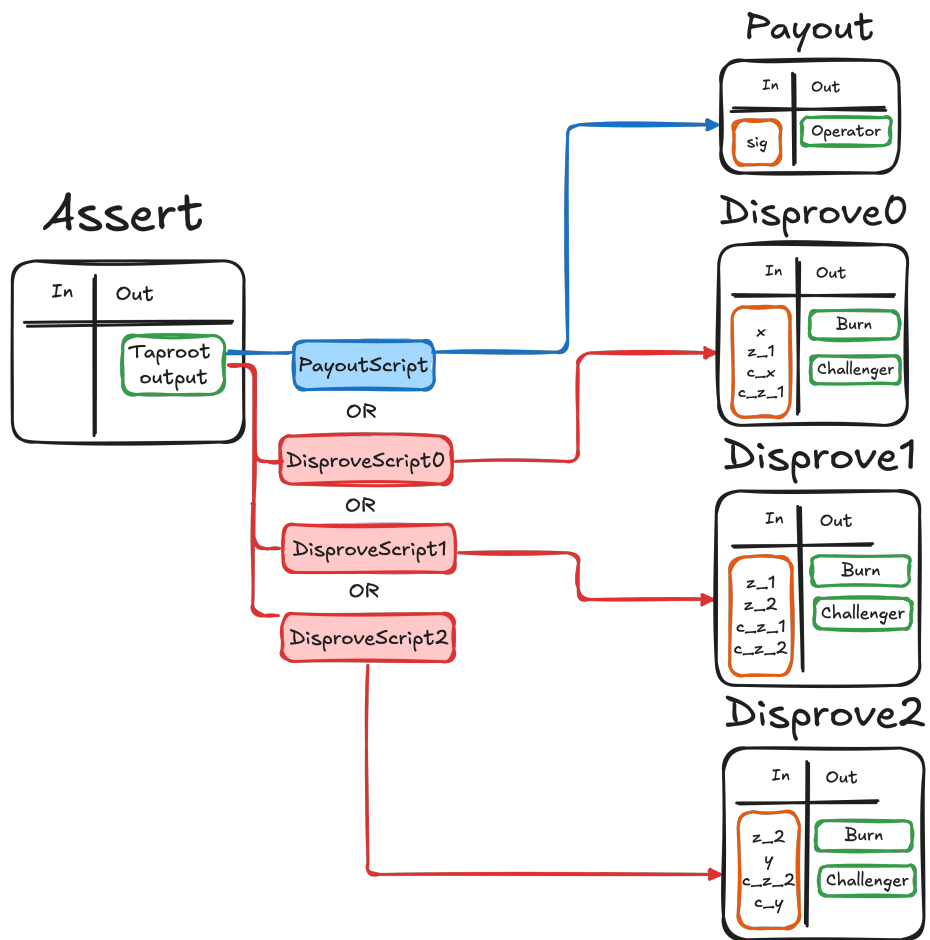 Payout
In
Out
sig
Operator
Assert
In
Out
Taproot
output
PayoutScript
OR
DisproveScript0
OR
DisproveScript1
OR
DisproveScript2
Disprove0
In
Out
x
z_1
c_x
c_z_1
Burn
Challenger
Disprove1
In
Out
z_1
z_2
c_z_1
c_z_2
Burn
Challenger
Disprove2
In
Out
z_2
y
c_z_2
c_y
Burn
Challenger